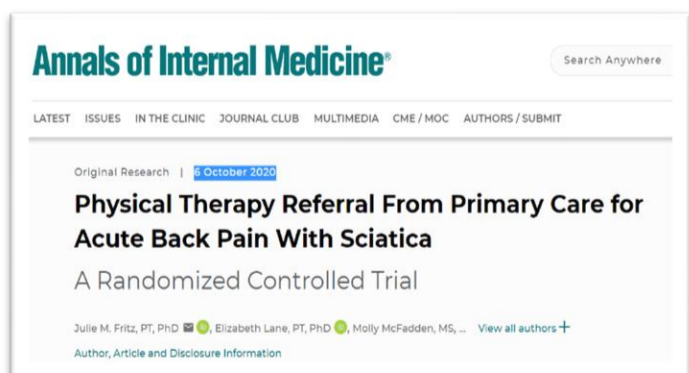 Annals of Internal Medicine®
Search Anywhere
LATEST ISSUES IN THE CLINIC JOURNAL CLUB MULTIMEDIA CME / MOC AUTHORS / SUBMIT
Original Research | 6 October 2020
Physical Therapy Referral From Primary Care for
Acute Back Pain With Sciatica
A Randomized Controlled Trial
Julie M. Fritz, PT, PhD, Elizabeth Lane, PT, PhD, Molly McFadden, MS, ... View all authors +
Author, Article and Disclosure Information